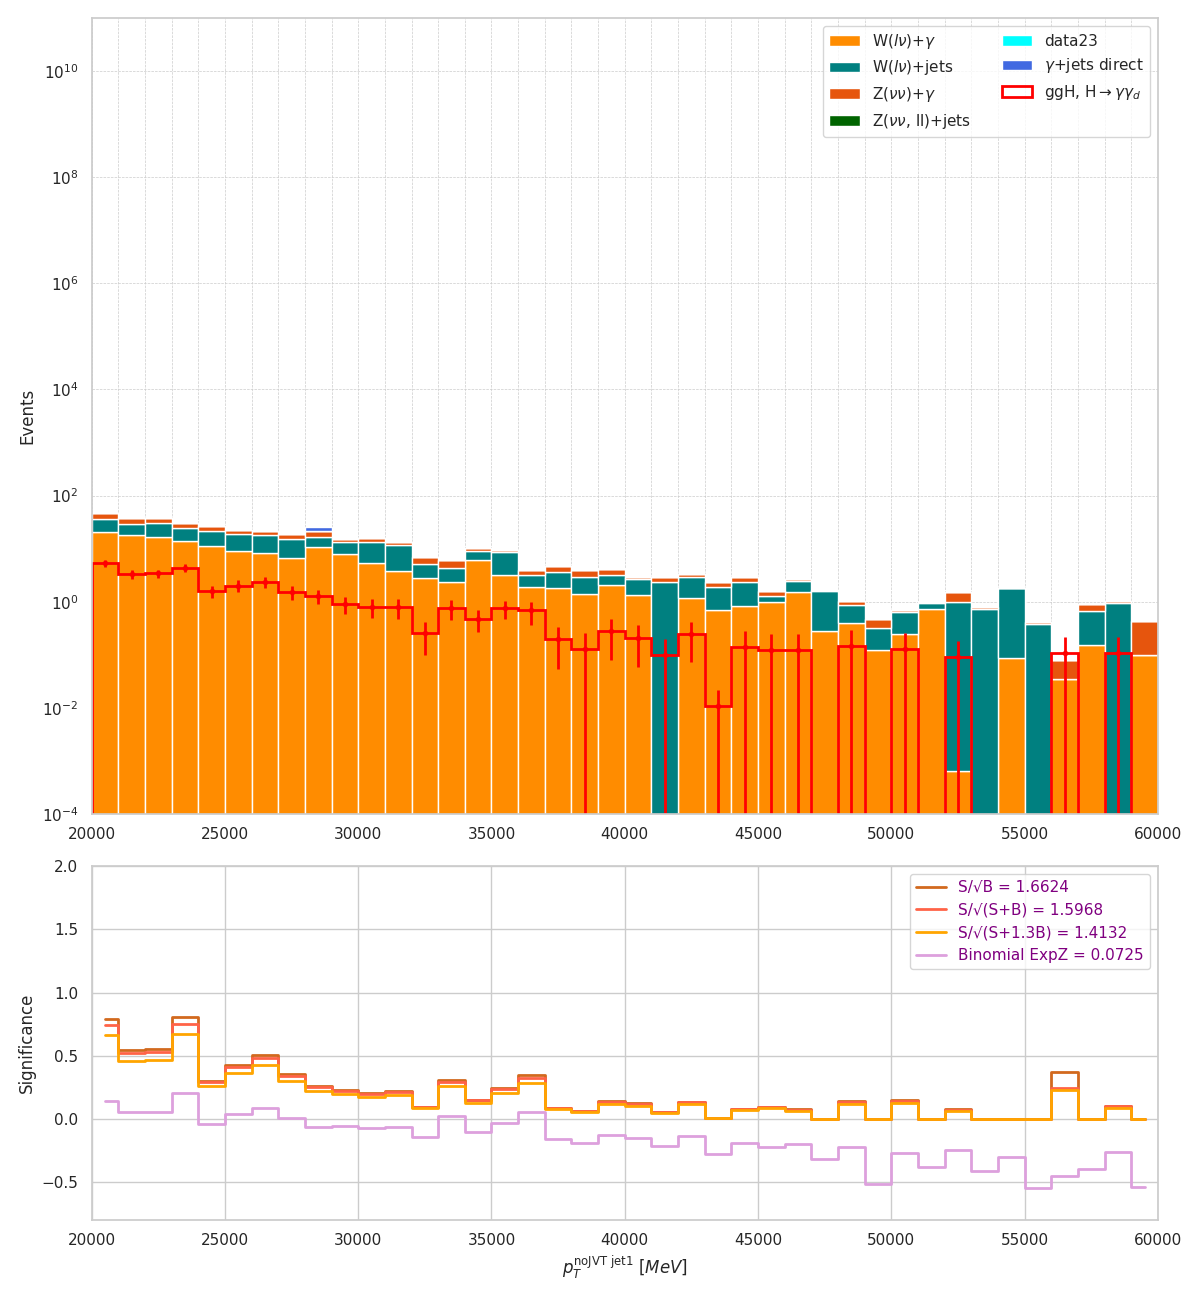 W(lν)+γ
W(lν)+jets
Z(νν)+γ
Z(νν, ll)+jets
data23
γ+jets direct
ggH, H→γγ_d
Events
10^10
10^8
10^6
10^4
10^2
10^0
10^−2
10^−4
20000 25000 30000 35000 40000 45000 50000 55000 60000
S/√B = 1.6624
S/√(S+B) = 1.5968
S/√(S+1.3B) = 1.4132
Binomial ExpZ = 0.0725
Significance
2.0
1.5
1.0
0.5
0.0
−0.5
20000 25000 30000 35000 40000 45000 50000 55000 60000
p_T^noJVT jet1 [MeV]